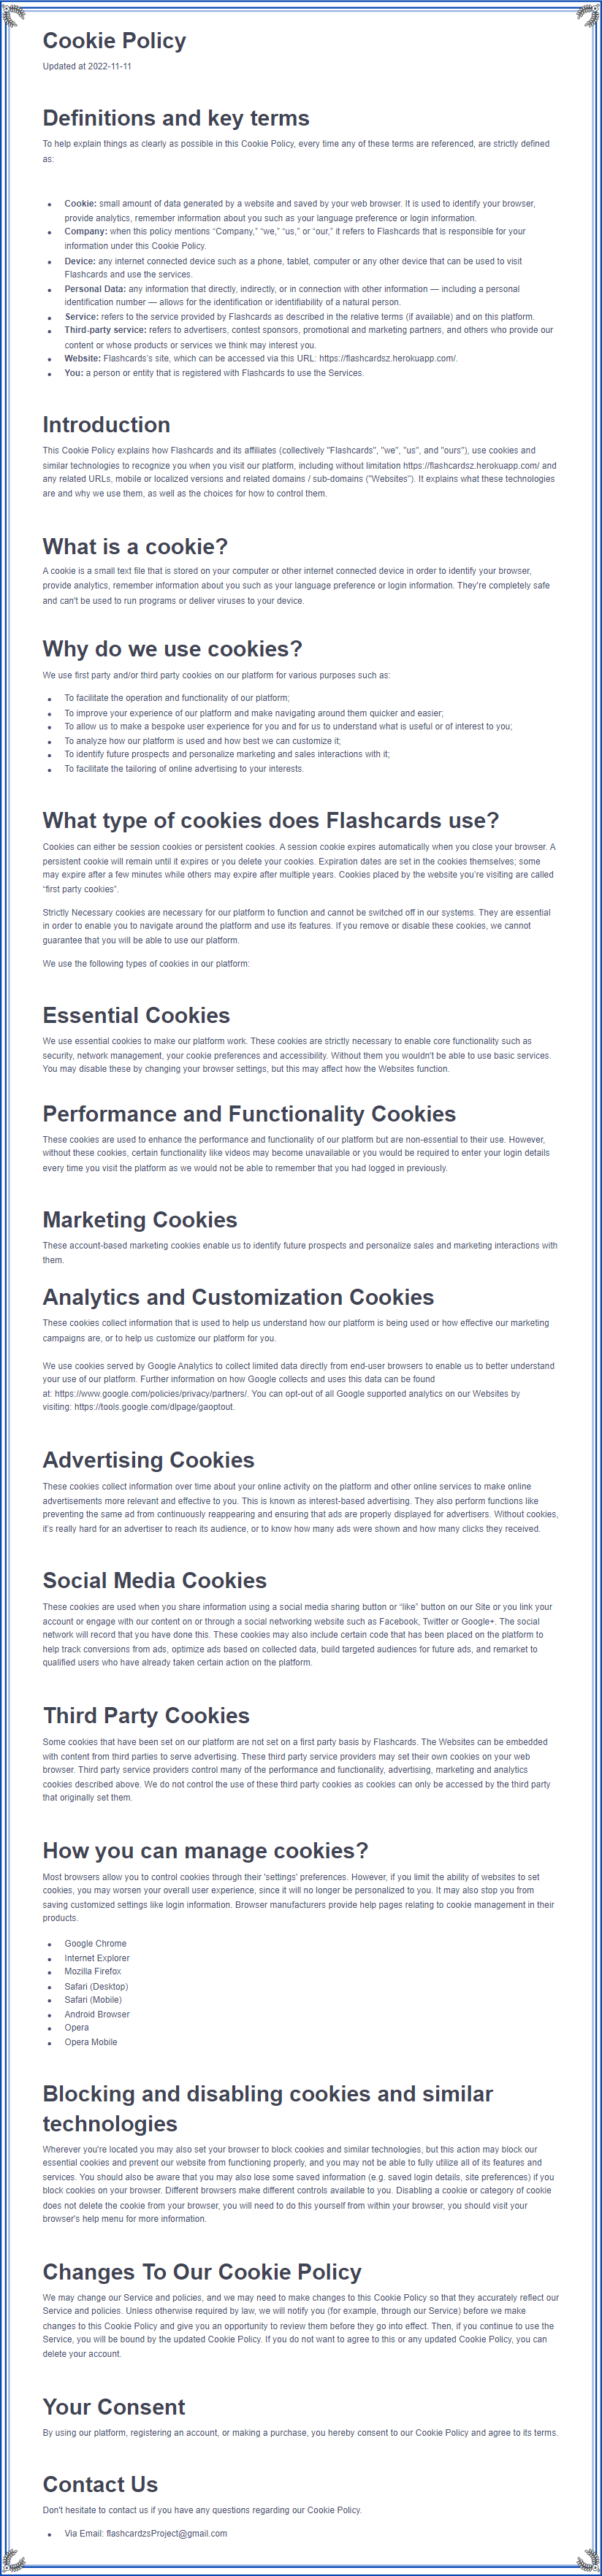 Cookie Policy
Updated at 2022-11-11
Definitions and key terms
To help explain things as clearly as possible in this Cookie Policy, every time any of these terms are referenced, are strictly defined
as:
• Cookie: small amount of data generated by a website and saved by your web browser. It is used to identify your browser,
provide analytics, remember information about you such as your language preference or login information.
• Company: when this policy mentions “Company,” “we,” “us,” or “our,” it refers to Flashcards that is responsible for your
information under this Cookie Policy.
• Device: any internet connected device such as a phone, tablet, computer or any other device that can be used to visit
Flashcards and use the services.
• Personal Data: any information that directly, indirectly, or in connection with other information — including a personal
identification number — allows for the identification or identifiability of a natural person.
• Service: refers to the service provided by Flashcards as described in the relative terms (if available) and on this platform.
• Third-party service: refers to advertisers, contest sponsors, promotional and marketing partners, and others who provide our
content or whose products or services we think may interest you.
• Website: Flashcards’s site, which can be accessed via this URL: https://flashcardsz.herokuapp.com/.
• You: a person or entity that is registered with Flashcards to use the Services.
Introduction
This Cookie Policy explains how Flashcards and its affiliates (collectively "Flashcards", "we", "us", and "ours"), use cookies and
similar technologies to recognize you when you visit our platform, including without limitation https://flashcardsz.herokuapp.com/ and
any related URLs, mobile or localized versions and related domains / sub-domains ("Websites"). It explains what these technologies
are and why we use them, as well as the choices for how to control them.
What is a cookie?
A cookie is a small text file that is stored on your computer or other internet connected device in order to identify your browser,
provide analytics, remember information about you such as your language preference or login information. They're completely safe
and can't be used to run programs or deliver viruses to your device.
Why do we use cookies?
We use first party and/or third party cookies on our platform for various purposes such as:
• To facilitate the operation and functionality of our platform;
• To improve your experience of our platform and make navigating around them quicker and easier;
• To allow us to make a bespoke user experience for you and for us to understand what is useful or of interest to you;
• To analyze how our platform is used and how best we can customize it;
• To identify future prospects and personalize marketing and sales interactions with it;
• To facilitate the tailoring of online advertising to your interests.
What type of cookies does Flashcards use?
Cookies can either be session cookies or persistent cookies. A session cookie expires automatically when you close your browser. A
persistent cookie will remain until it expires or you delete your cookies. Expiration dates are set in the cookies themselves; some
may expire after a few minutes while others may expire after multiple years. Cookies placed by the website you’re visiting are called
“first party cookies”.
Strictly Necessary cookies are necessary for our platform to function and cannot be switched off in our systems. They are essential
in order to enable you to navigate around the platform and use its features. If you remove or disable these cookies, we cannot
guarantee that you will be able to use our platform.
We use the following types of cookies in our platform:
Essential Cookies
We use essential cookies to make our platform work. These cookies are strictly necessary to enable core functionality such as
security, network management, your cookie preferences and accessibility. Without them you wouldn't be able to use basic services.
You may disable these by changing your browser settings, but this may affect how the Websites function.
Performance and Functionality Cookies
These cookies are used to enhance the performance and functionality of our platform but are non-essential to their use. However,
without these cookies, certain functionality like videos may become unavailable or you would be required to enter your login details
every time you visit the platform as we would not be able to remember that you had logged in previously.
Marketing Cookies
These account-based marketing cookies enable us to identify future prospects and personalize sales and marketing interactions with
them.
Analytics and Customization Cookies
These cookies collect information that is used to help us understand how our platform is being used or how effective our marketing
campaigns are, or to help us customize our platform for you.
We use cookies served by Google Analytics to collect limited data directly from end-user browsers to enable us to better understand
your use of our platform. Further information on how Google collects and uses this data can be found
at: https://www.google.com/policies/privacy/partners/. You can opt-out of all Google supported analytics on our Websites by
visiting: https://tools.google.com/dlpage/gaoptout.
Advertising Cookies
These cookies collect information over time about your online activity on the platform and other online services to make online
advertisements more relevant and effective to you. This is known as interest-based advertising. They also perform functions like
preventing the same ad from continuously reappearing and ensuring that ads are properly displayed for advertisers. Without cookies,
it’s really hard for an advertiser to reach its audience, or to know how many ads were shown and how many clicks they received.
Social Media Cookies
These cookies are used when you share information using a social media sharing button or “like” button on our Site or you link your
account or engage with our content on or through a social networking website such as Facebook, Twitter or Google+. The social
network will record that you have done this. These cookies may also include certain code that has been placed on the platform to
help track conversions from ads, optimize ads based on collected data, build targeted audiences for future ads, and remarket to
qualified users who have already taken certain action on the platform.
Third Party Cookies
Some cookies that have been set on our platform are not set on a first party basis by Flashcards. The Websites can be embedded
with content from third parties to serve advertising. These third party service providers may set their own cookies on your web
browser. Third party service providers control many of the performance and functionality, advertising, marketing and analytics
cookies described above. We do not control the use of these third party cookies as cookies can only be accessed by the third party
that originally set them.
How you can manage cookies?
Most browsers allow you to control cookies through their 'settings' preferences. However, if you limit the ability of websites to set
cookies, you may worsen your overall user experience, since it will no longer be personalized to you. It may also stop you from
saving customized settings like login information. Browser manufacturers provide help pages relating to cookie management in their
products.
• Google Chrome
• Internet Explorer
• Mozilla Firefox
• Safari (Desktop)
• Safari (Mobile)
• Android Browser
• Opera
• Opera Mobile
Blocking and disabling cookies and similar
technologies
Wherever you're located you may also set your browser to block cookies and similar technologies, but this action may block our
essential cookies and prevent our website from functioning properly, and you may not be able to fully utilize all of its features and
services. You should also be aware that you may also lose some saved information (e.g. saved login details, site preferences) if you
block cookies on your browser. Different browsers make different controls available to you. Disabling a cookie or category of cookie
does not delete the cookie from your browser, you will need to do this yourself from within your browser, you should visit your
browser's help menu for more information.
Changes To Our Cookie Policy
We may change our Service and policies, and we may need to make changes to this Cookie Policy so that they accurately reflect our
Service and policies. Unless otherwise required by law, we will notify you (for example, through our Service) before we make
changes to this Cookie Policy and give you an opportunity to review them before they go into effect. Then, if you continue to use the
Service, you will be bound by the updated Cookie Policy. If you do not want to agree to this or any updated Cookie Policy, you can
delete your account.
Your Consent
By using our platform, registering an account, or making a purchase, you hereby consent to our Cookie Policy and agree to its terms.
Contact Us
Don't hesitate to contact us if you have any questions regarding our Cookie Policy.
• Via Email: flashcardzsProject@gmail.com